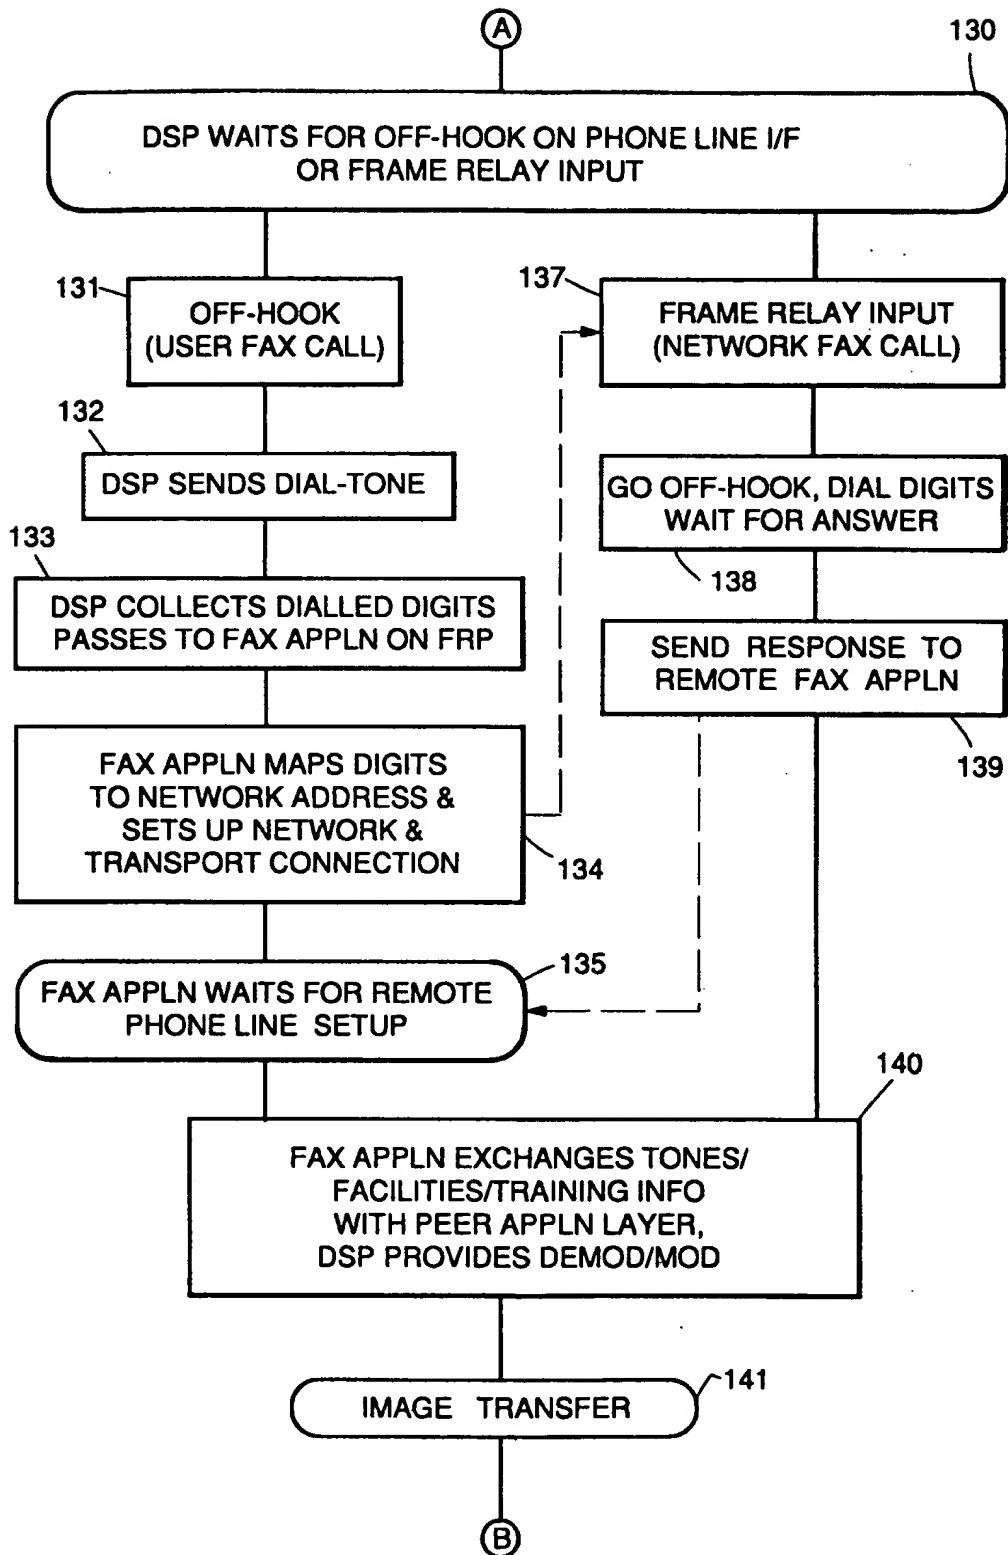 A
130
DSP WAITS FOR OFF-HOOK ON PHONE LINE I/F
OR FRAME RELAY INPUT
131
OFF-HOOK
(USER FAX CALL)
137
FRAME RELAY INPUT
(NETWORK FAX CALL)
132
DSP SENDS DIAL-TONE
GO OFF-HOOK, DIAL DIGITS
WAIT FOR ANSWER
138
133
DSP COLLECTS DIALLED DIGITS
PASSES TO FAX APPLN ON FRP
SEND RESPONSE TO
REMOTE FAX APPLN
139
FAX APPLN MAPS DIGITS
TO NETWORK ADDRESS &
SETS UP NETWORK &
TRANSPORT CONNECTION
134
135
FAX APPLN WAITS FOR REMOTE
PHONE LINE SETUP
140
FAX APPLN EXCHANGES TONES/
FACILITIES/TRAINING INFO
WITH PEER APPLN LAYER,
DSP PROVIDES DEMOD/MOD
141
IMAGE TRANSFER
B